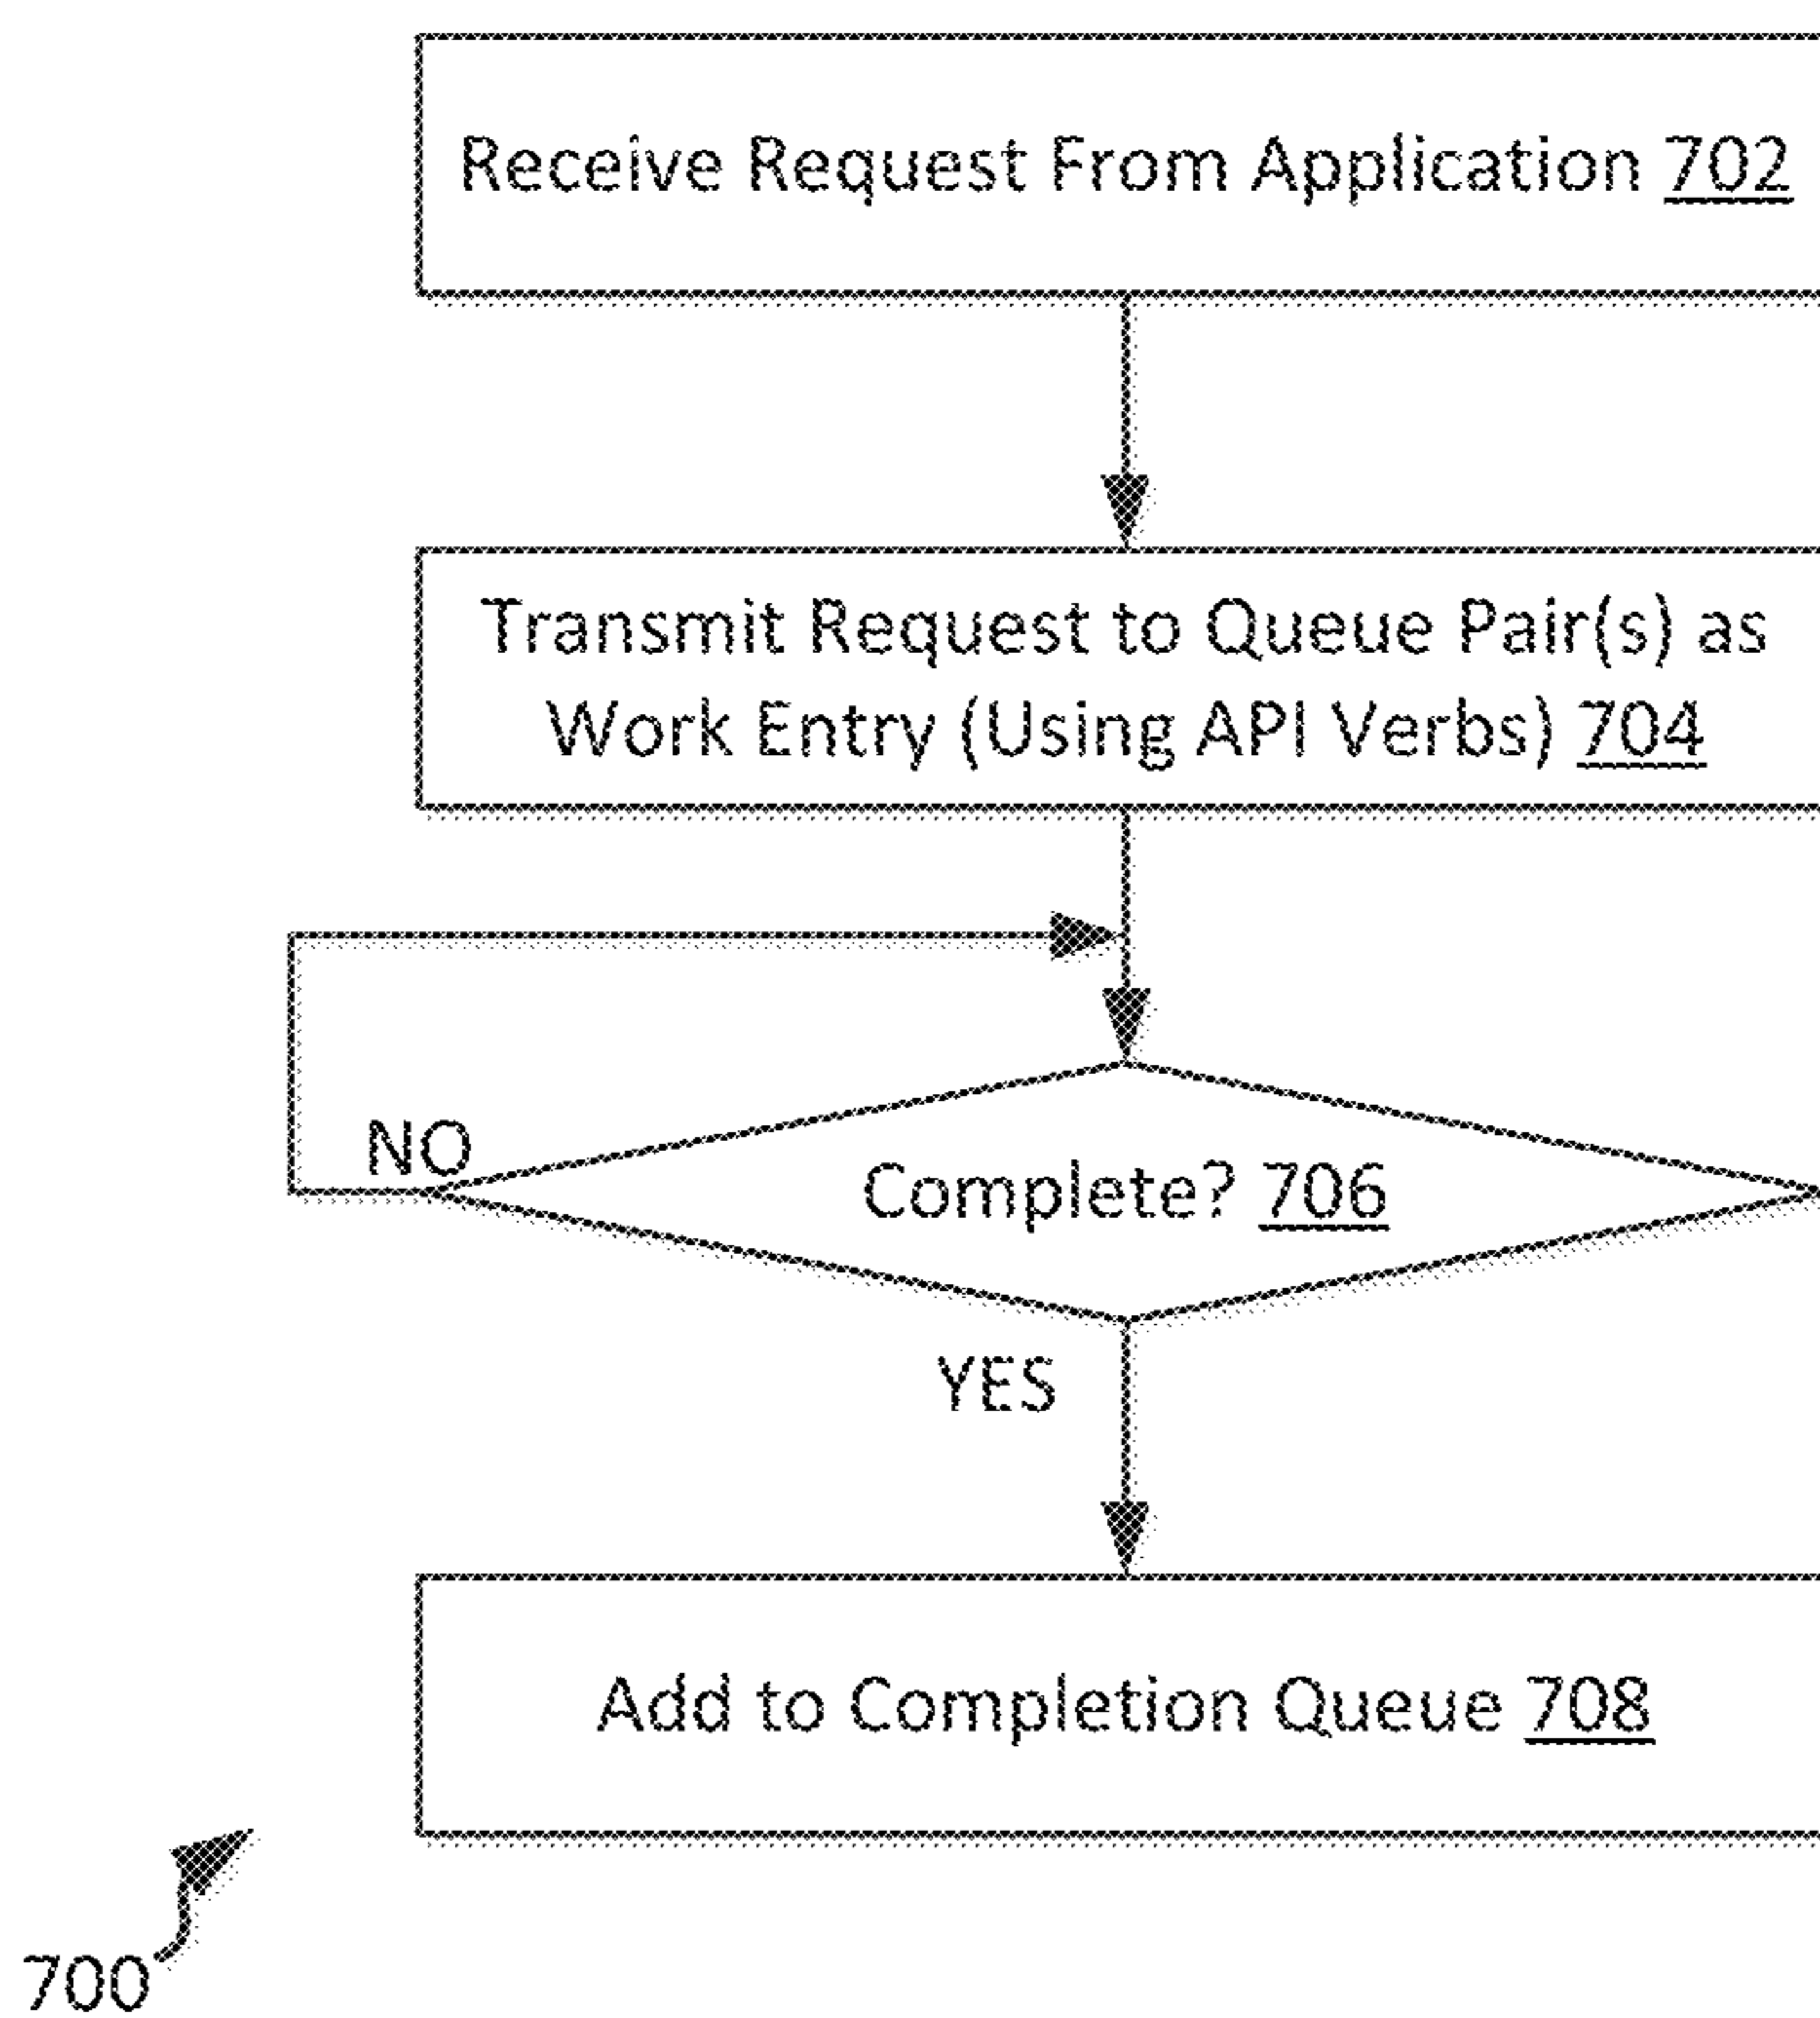 Receive Request From Application 702
Transmit Request to Queue Pair(s) as
Work Entry (Using API Verbs) 704
NO
Complete? 706
YES
Add to Completion Queue 708
700